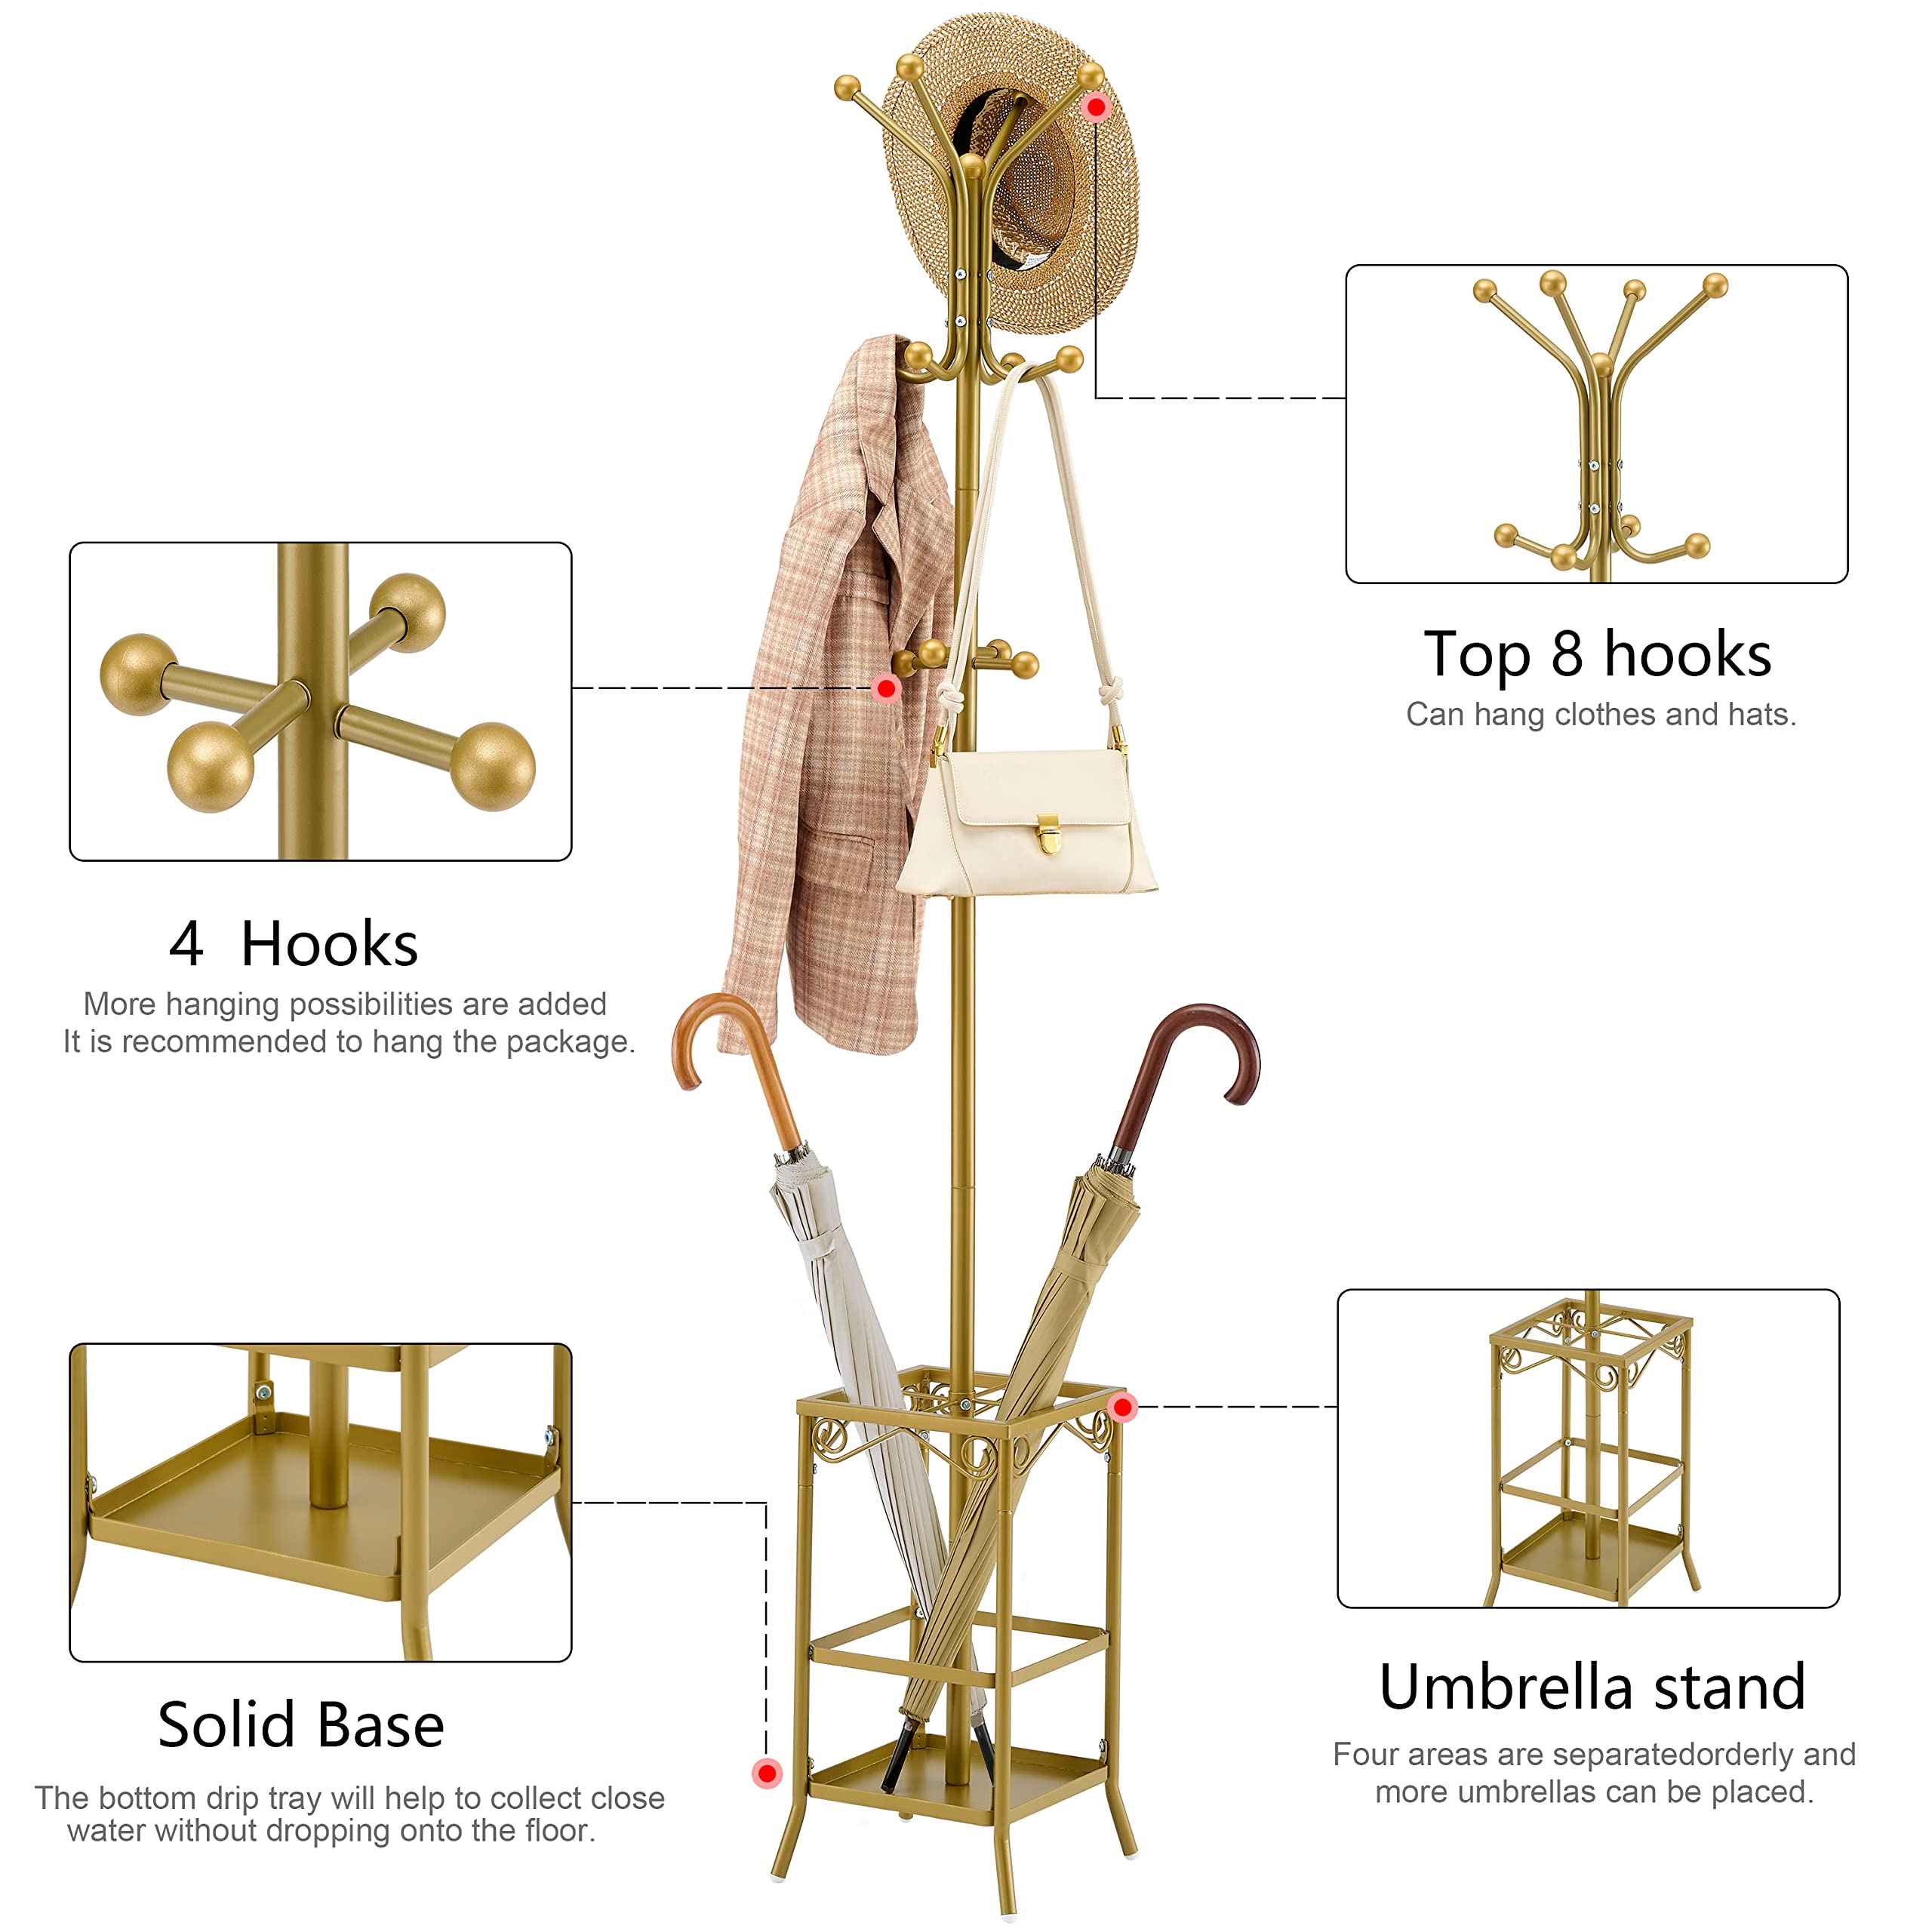 Top 8 hooks
Can hang clothes and hats.
4 Hooks
More hanging possibilities are added
It is recommended to hang the package.
Solid Base
The bottom drip tray will help to collect close
water without dropping onto the floor.
Umbrella stand
Four areas are separatedorderly and
more umbrellas can be placed.